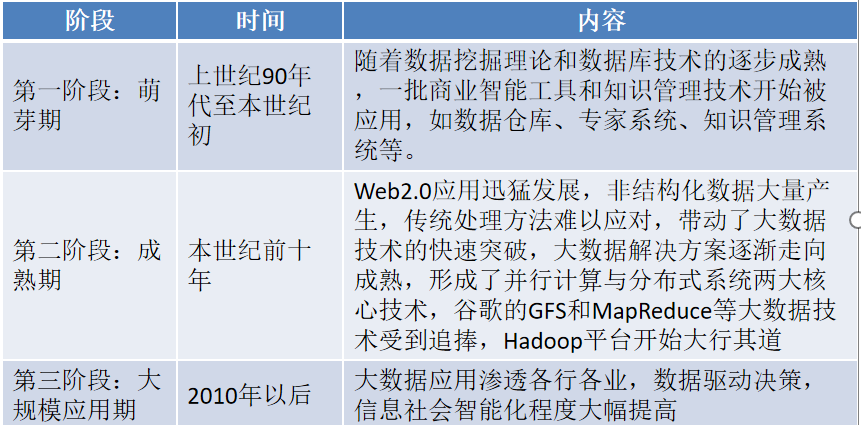 阶段 时间 内容
第一阶段：萌
芽期
上世纪90年
代至本世纪
初
随着数据挖掘理论和数据库技术的逐步成熟
，一批商业智能工具和知识管理技术开始被
应用，如数据仓库、专家系统、知识管理系
统等。
第二阶段：成
熟期
本世纪前十
年
Web2.0应用迅猛发展，非结构化数据大量产
生，传统处理方法难以应对，带动了大数据
技术的快速突破，大数据解决方案逐渐走向
成熟，形成了并行计算与分布式系统两大核
心技术，谷歌的GFS和MapReduce等大数据技
术受到追捧，Hadoop平台开始大行其道
第三阶段：大
规模应用期
2010年以后
大数据应用渗透各行各业，数据驱动决策，
信息社会智能化程度大幅提高